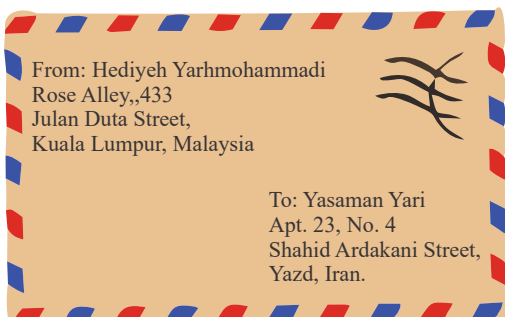 From: Hediyeh Yarhmohammadi
Rose Alley,,433
Julan Duta Street,
Kuala Lumpur, Malaysia
To: Yasaman Yari
Apt. 23, No. 4
Shahid Ardakani Street,
Yazd, Iran.